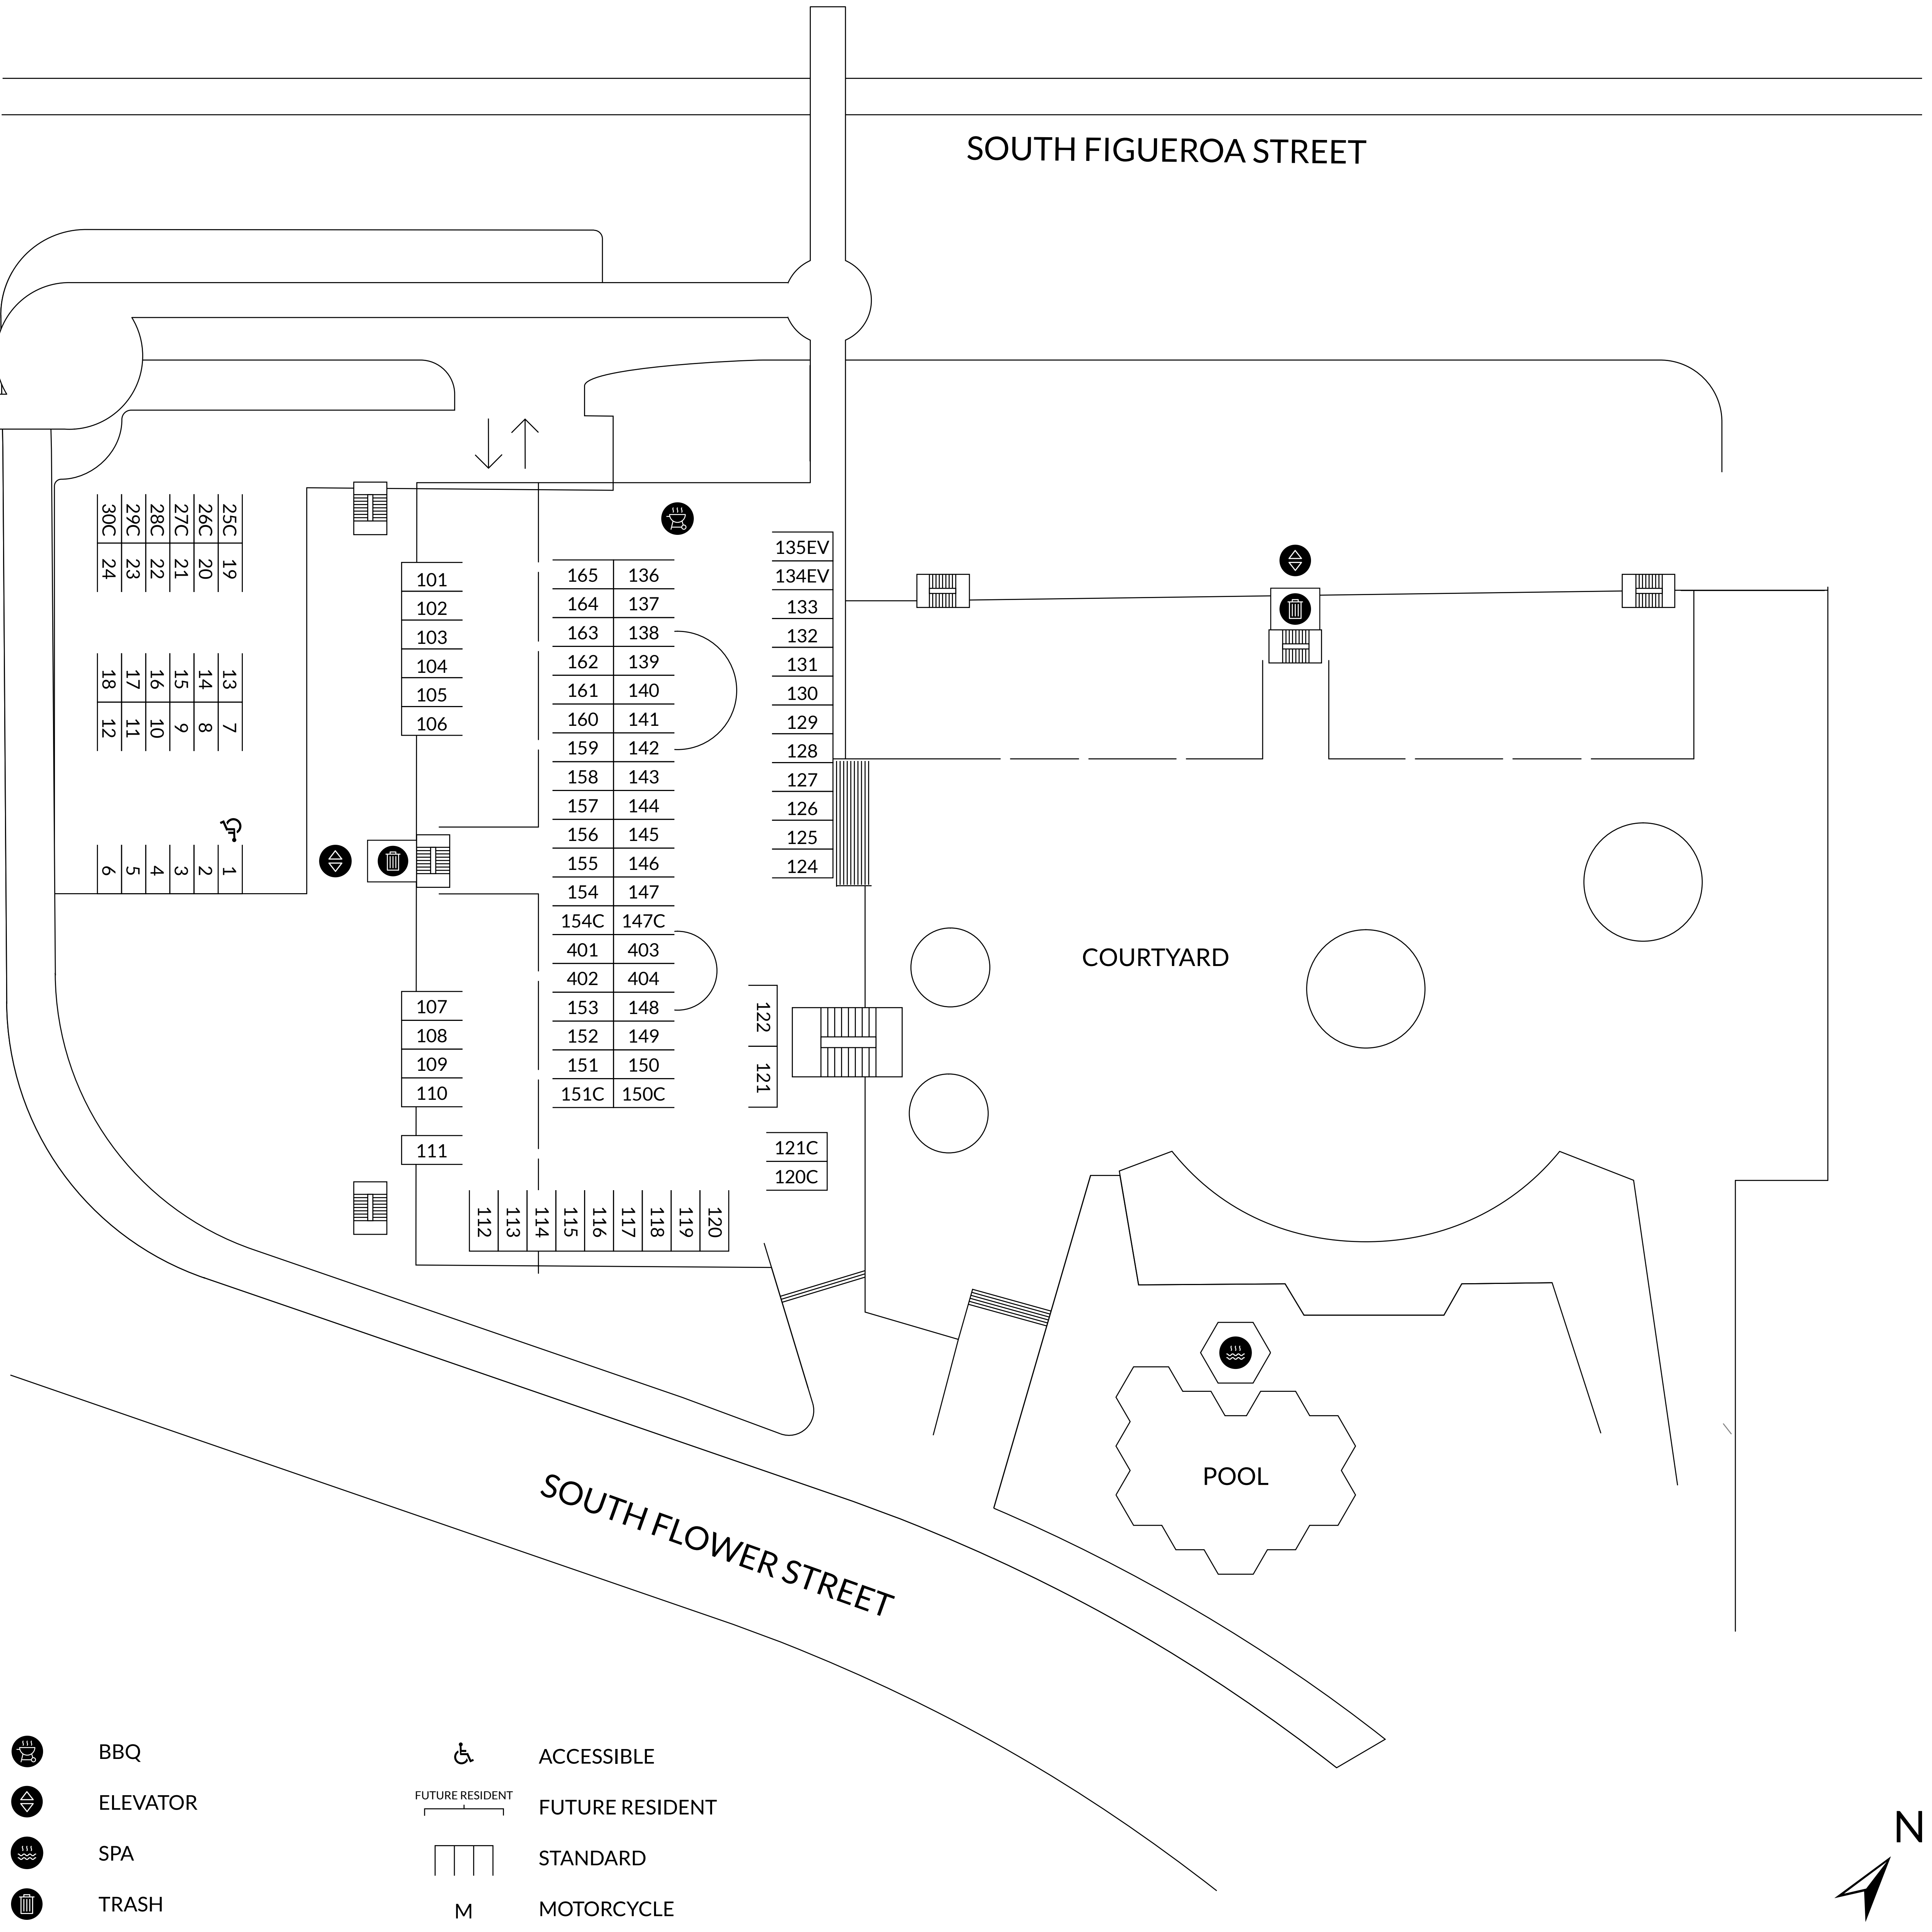 SOUTH FIGUEROA STREET
30C 29C 28C 27C 26C 25C
24 23 22 21 20 19
18 17 16 15 14 13
12 11 10 9 8 7
6 5 4 3 2 1
101
102
103
104
105
106
107
108
109
110
111
165 136
164 137
163 138
162 139
161 140
160 141
159 142
158 143
157 144
156 145
155 146
154 147
154C 147C
401 403
402 404
153 148
152 149
151 150
151C 150C
135EV
134EV
133
132
131
130
129
128
127
126
125
124
122
121
121C
120C
112 113 114 115 116 117 118 119 120
COURTYARD
POOL
SOUTH FLOWER STREET
BBQ
ELEVATOR
SPA
TRASH
ACCESSIBLE
FUTURE RESIDENT
FUTURE RESIDENT
STANDARD
M MOTORCYCLE
N